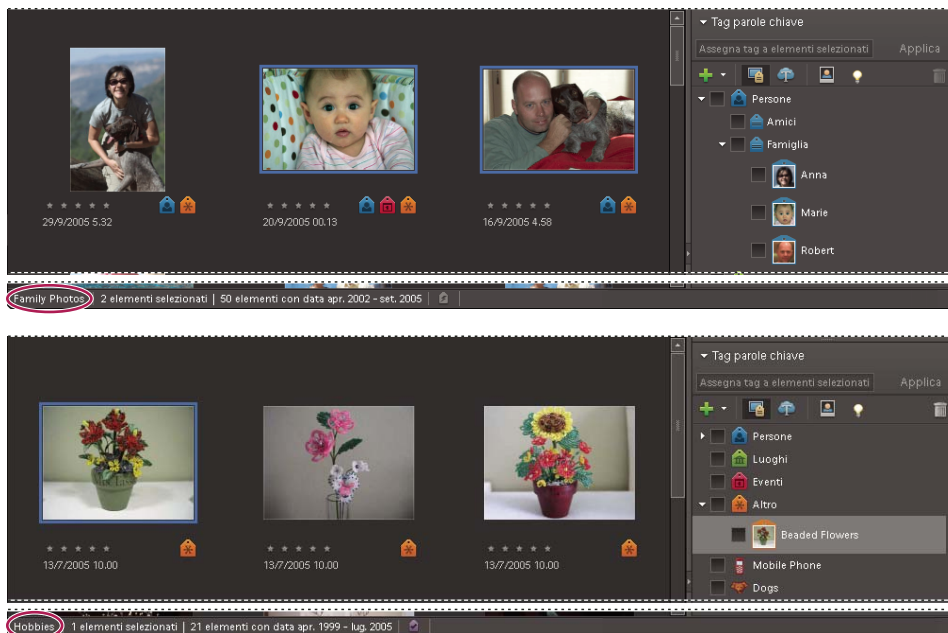 Tag parole chiave
Assegna tag a elementi selezionati Applica
Persone
Amici
Famiglia
Anna
Marie
Robert
29/9/2005 5.32
20/9/2005 00.13
16/9/2005 4.58
Family Photos 2 elementi selezionati | 50 elementi con data apr. 2002 - set. 2005
Tag parole chiave
Assegna tag a elementi selezionati Applica
Persone
Luoghi
Eventi
Altro
Beaded Flowers
Mobile Phone
Dogs
13/7/2005 10.00
13/7/2005 10.00
13/7/2005 10.00
Hobbies 1 elementi selezionati | 21 elementi con data apr. 1999 - lug. 2005